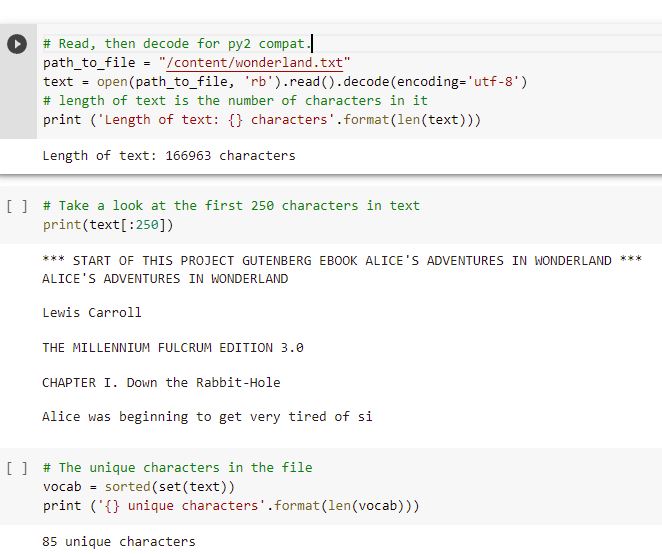 # Read, then decode for py2 compat.
path_to_file = "/content/wonderland.txt"
text = open(path_to_file, 'rb').read().decode(encoding='utf-8')
# length of text is the number of characters in it
print ('Length of text: {} characters'.format(len(text)))
Length of text: 166963 characters
[ ] # Take a look at the first 250 characters in text
print(text[:250])
*** START OF THIS PROJECT GUTENBERG EBOOK ALICE'S ADVENTURES IN WONDERLAND ***
ALICE'S ADVENTURES IN WONDERLAND
Lewis Carroll
THE MILLENNIUM FULCRUM EDITION 3.0
CHAPTER I. Down the Rabbit-Hole
Alice was beginning to get very tired of si
[ ] # The unique characters in the file
vocab = sorted(set(text))
print ('{} unique characters'.format(len(vocab)))
85 unique characters